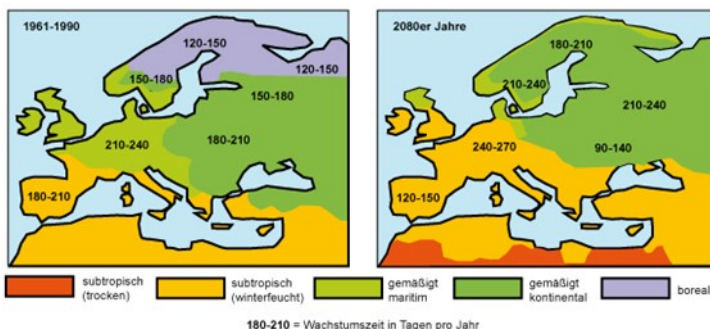 1961-1990
120-150
120-150
150-180
150-180
180-210
210-240
180-210
2080er Jahre
180-210
210-240
210-240
240-270
90-140
120-150
subtropisch
(trocken)
subtropisch
(winterfeucht)
gemäßigt
maritim
gemäßigt
kontinental
boreal
180-210 = Wachstumszeit in Tagen pro Jahr